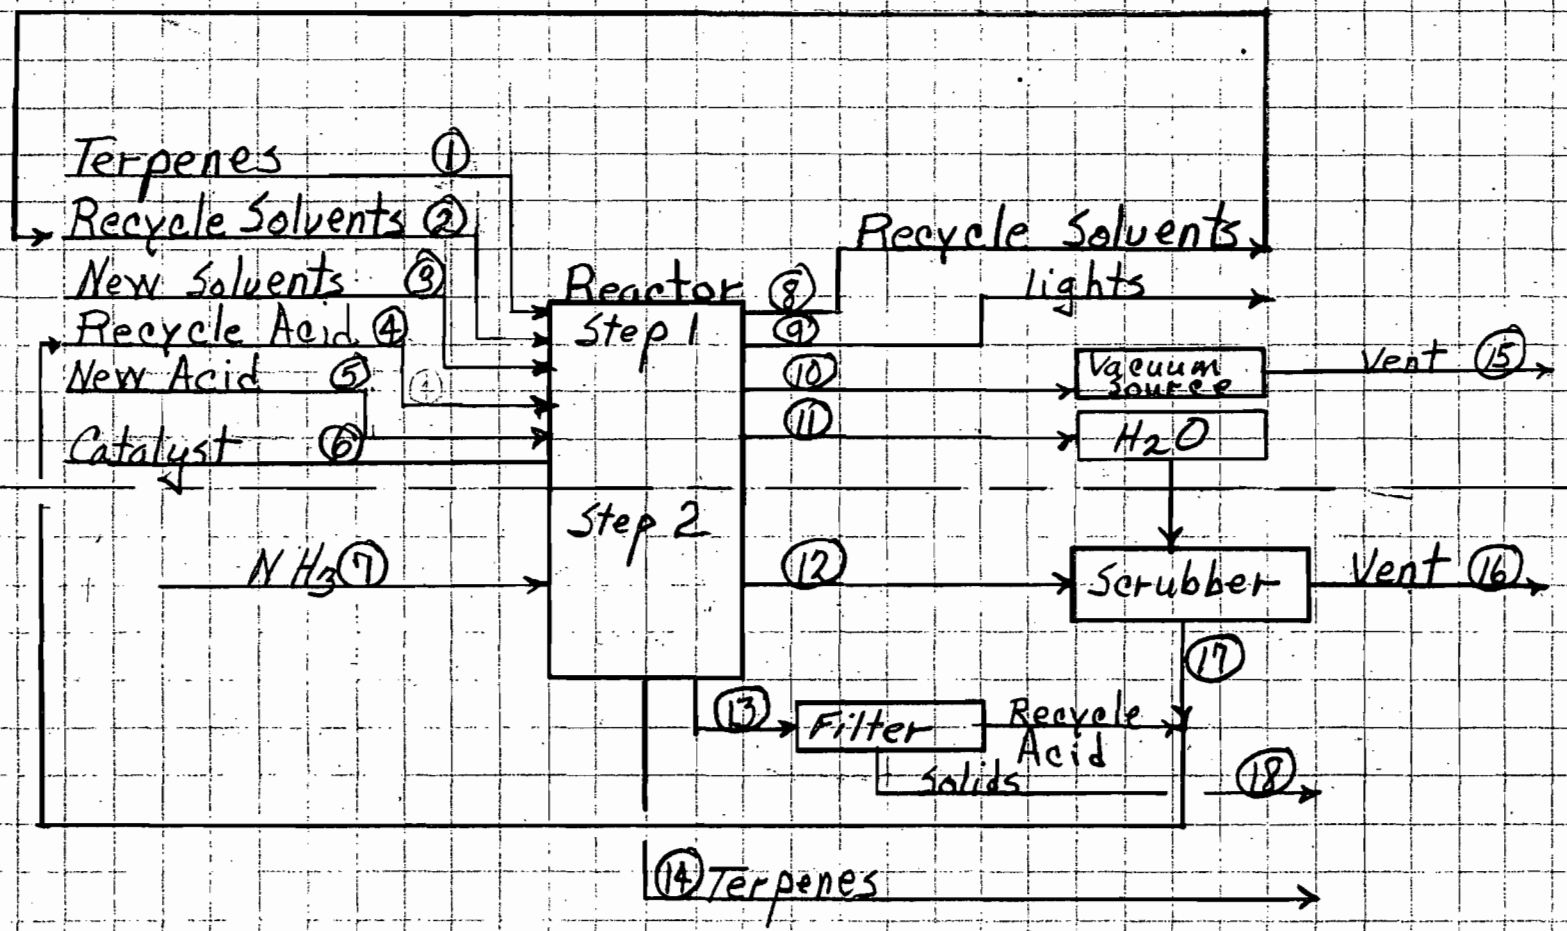 Terpenes ①
Recycle Solvents ②
New Solvents ③
Recycle Acid ④
New Acid ⑤
④
Catalyst ⑥
NH3 ⑦
Reactor
Step 1
Step 2
⑧ Recycle Solvents
⑨ lights
⑩ Vacuum Source Vent ⑮
⑪ H2O
⑫ Scrubber Vent ⑯
⑰
⑬ Filter Recycle Acid
Solids ⑱
⑭ Terpenes